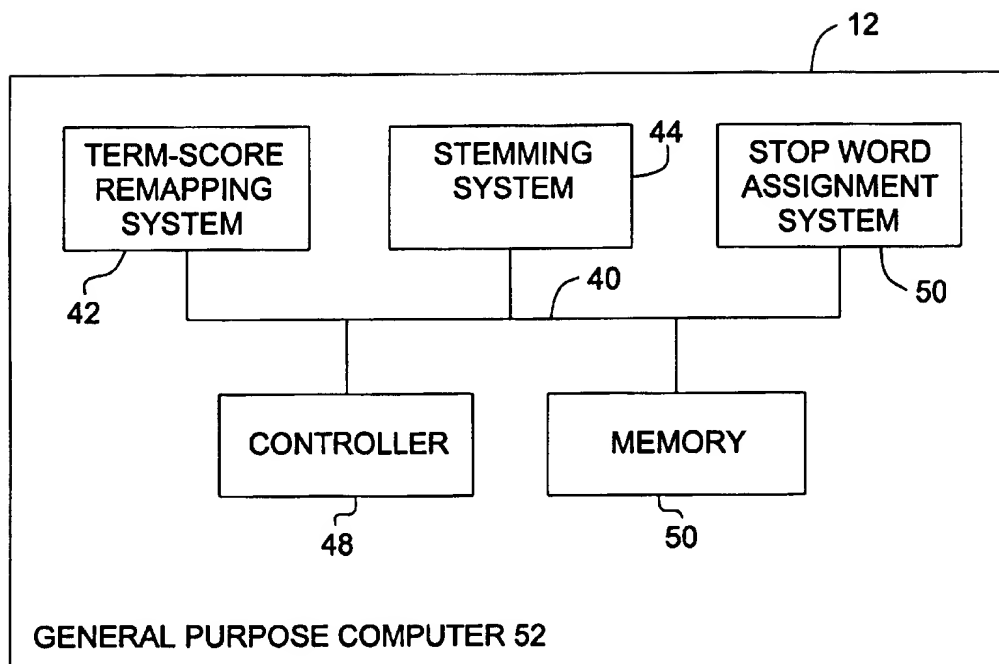 12
TERM-SCORE
REMAPPING
SYSTEM
42
STEMMING
SYSTEM
44
STOP WORD
ASSIGNMENT
SYSTEM
50
40
CONTROLLER
48
MEMORY
50
GENERAL PURPOSE COMPUTER 52